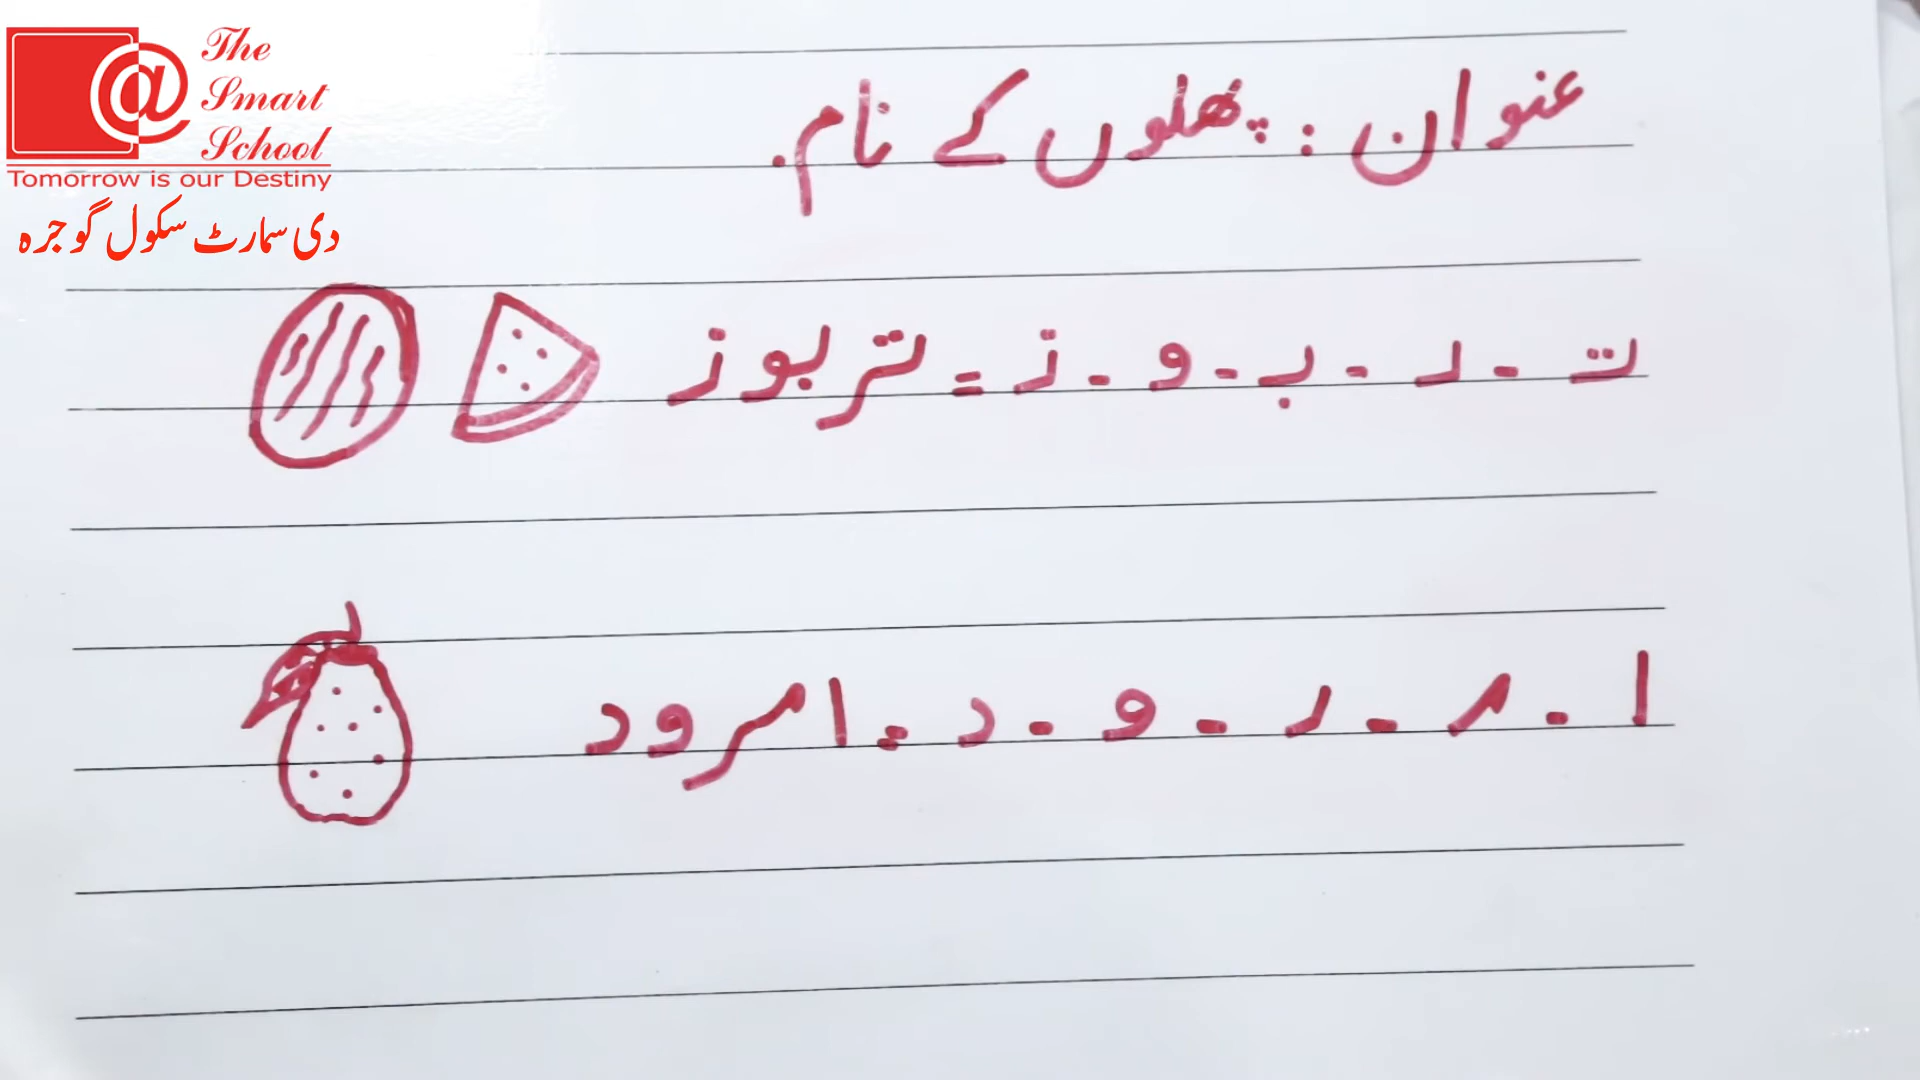 The
Smart
School
Tomorrow is our Destiny
دی سمارٹ سکول گوجرہ
عنوان : پھلوں کے نام.
ت - ر - ب - و - ز = تربوز
ا - م - ر - و - د = امرود